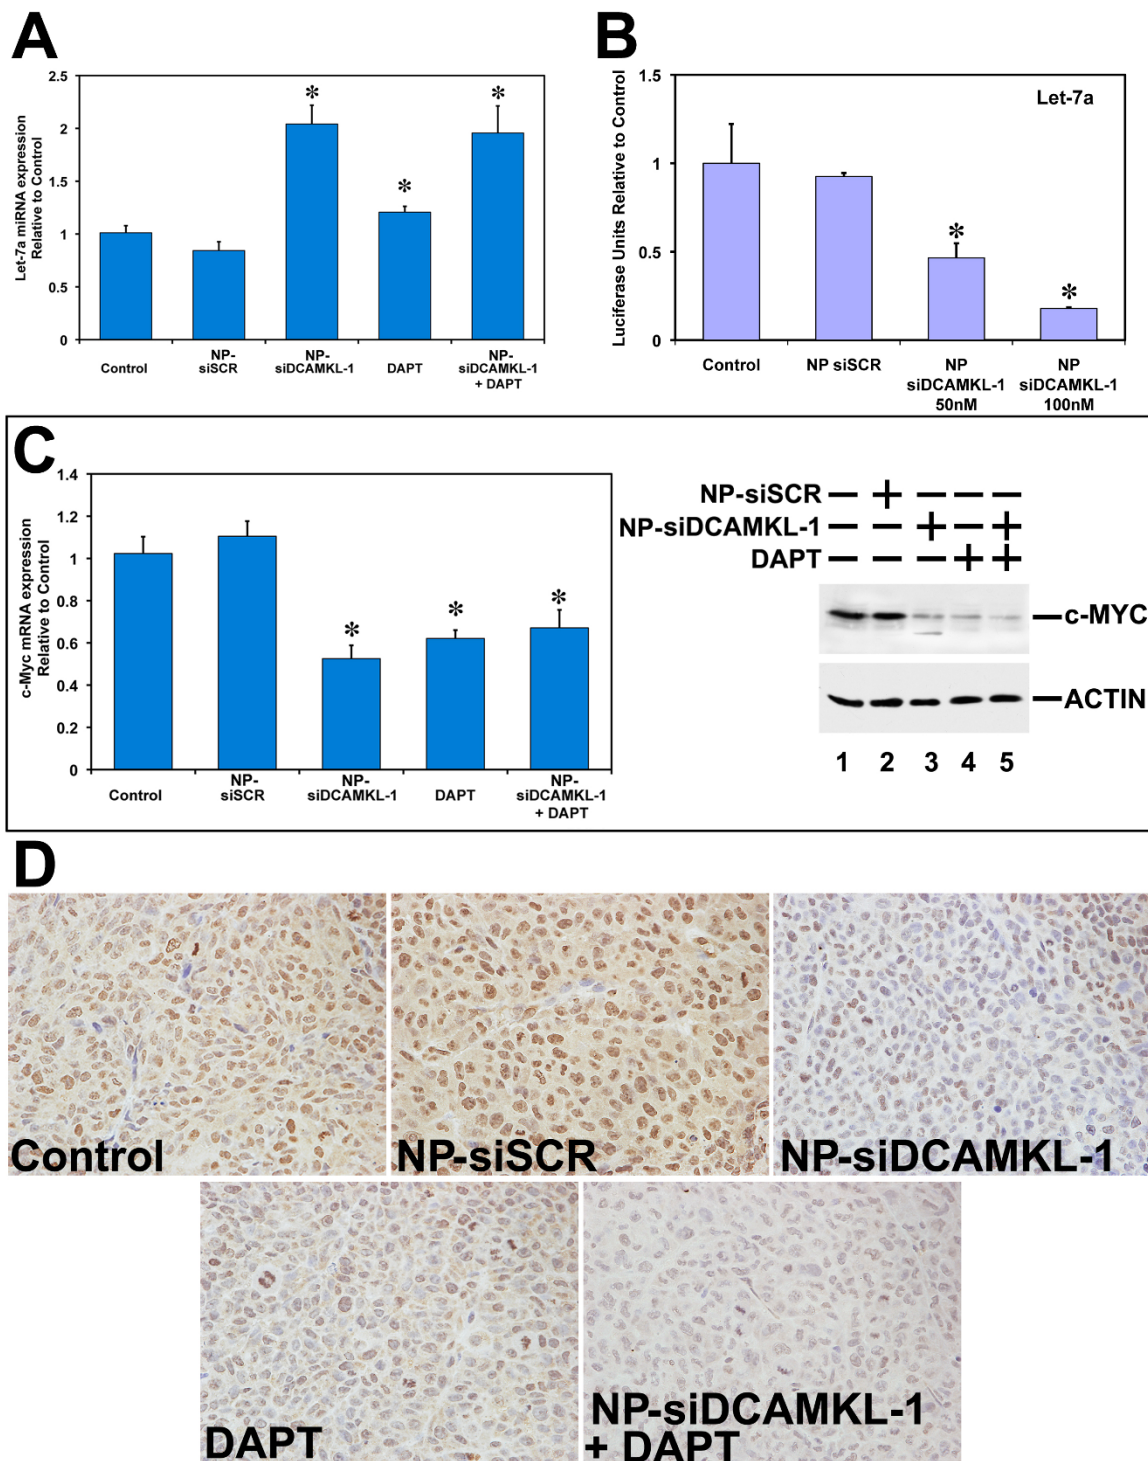 A
Let-7a miRNA expression
Relative to Control
2.5
2
1.5
1
0.5
0
*
*
*
Control
NP-
siSCR
NP-
siDCAMKL-1
DAPT
NP-
siDCAMKL-1
+ DAPT
B
Luciferase Units Relative to Control
1.5
1
0.5
0
Let-7a
*
*
Control
NP siSCR
NP
siDCAMKL-1
50nM
NP
siDCAMKL-1
100nM
C
c-Myc mRNA expression
Relative to Control
1.4
1.2
1
0.8
0.6
0.4
0.2
0
*
*
*
Control
NP-
siSCR
NP-
siDCAMKL-1
DAPT
NP-
siDCAMKL-1
+ DAPT
NP-siSCR — + — — —
NP-siDCAMKL-1 — — + — +
DAPT — — — + +
c-MYC
ACTIN
1 2 3 4 5
D
Control
NP-siSCR
NP-siDCAMKL-1
DAPT
NP-siDCAMKL-1
+ DAPT